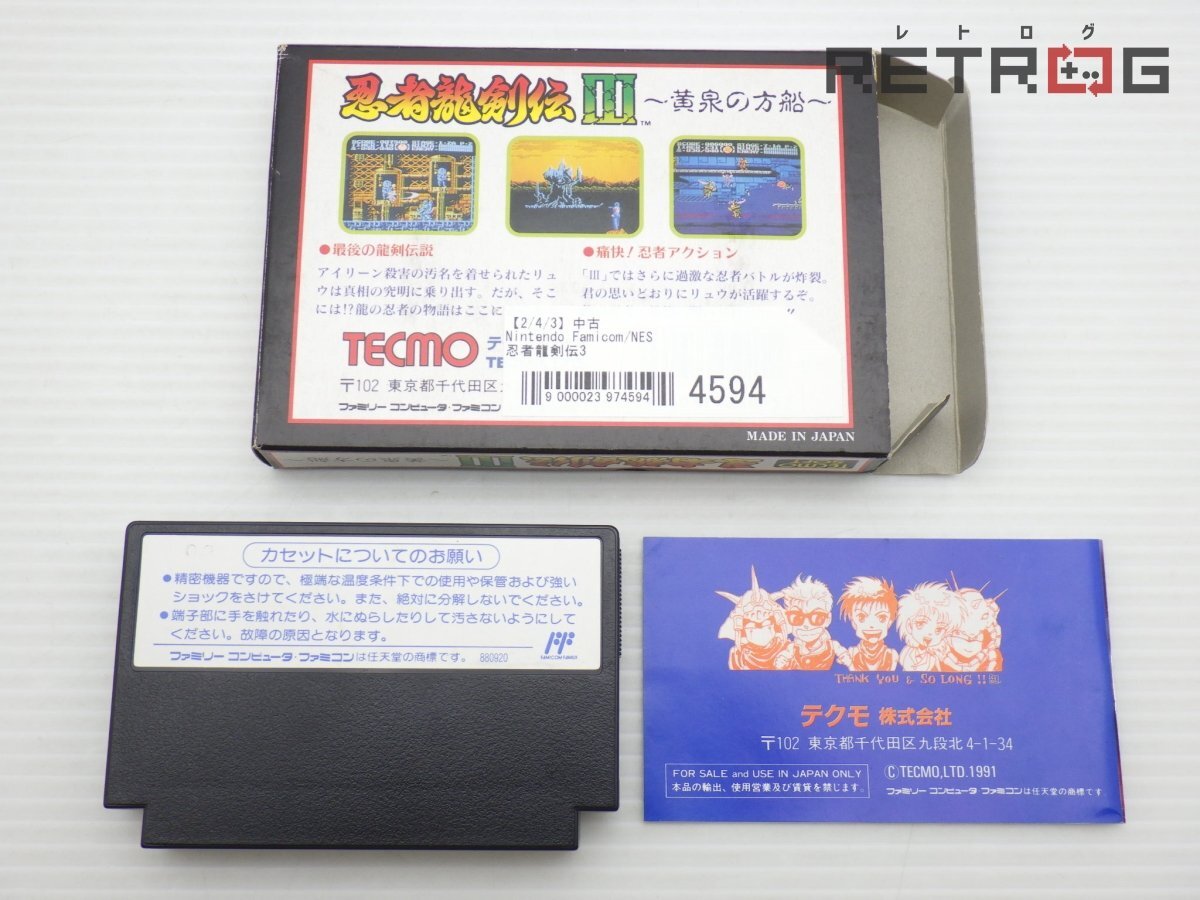 レトログ
RETROG
忍者龍剣伝 III ～黄泉の方船～
TM
●最後の龍剣伝説
アイリーン殺害の汚名を着せられたリュ
ウは真相の究明に乗り出す。だが、そこ
には!?龍の忍者の物語はここに
●痛快！忍者アクション
「III」ではさらに過激な忍者バトルが炸裂。
君の思いどおりにリュウが活躍するぞ。
TECMO テ
TE
〒102 東京都千代田区
ファミリー コンピュータ・ファミコン
【2/4/3】中古
Nintendo Famicom/NES
忍者龍剣伝3
9 000023 974594
4594
MADE IN JAPAN
カセットについてのお願い
●精密機器ですので、極端な温度条件下での使用や保管および強い
ショックをさけてください。また、絶対に分解しないでください。
●端子部に手を触れたり、水にぬらしたりして汚さないようにして
ください。故障の原因となります。
FAMICOM FAMILY
ファミリー コンピュータ・ファミコンは任天堂の商標です。 880920
THANK YOU & SO LONG !!
テクモ 株式会社
〒102 東京都千代田区九段北4-1-34
FOR SALE and USE IN JAPAN ONLY
本品の輸出、使用営業及び賃貸を禁じます。
©TECMO,LTD.1991
ファミリー コンピュータ・ファミコンは任天堂の商標です。